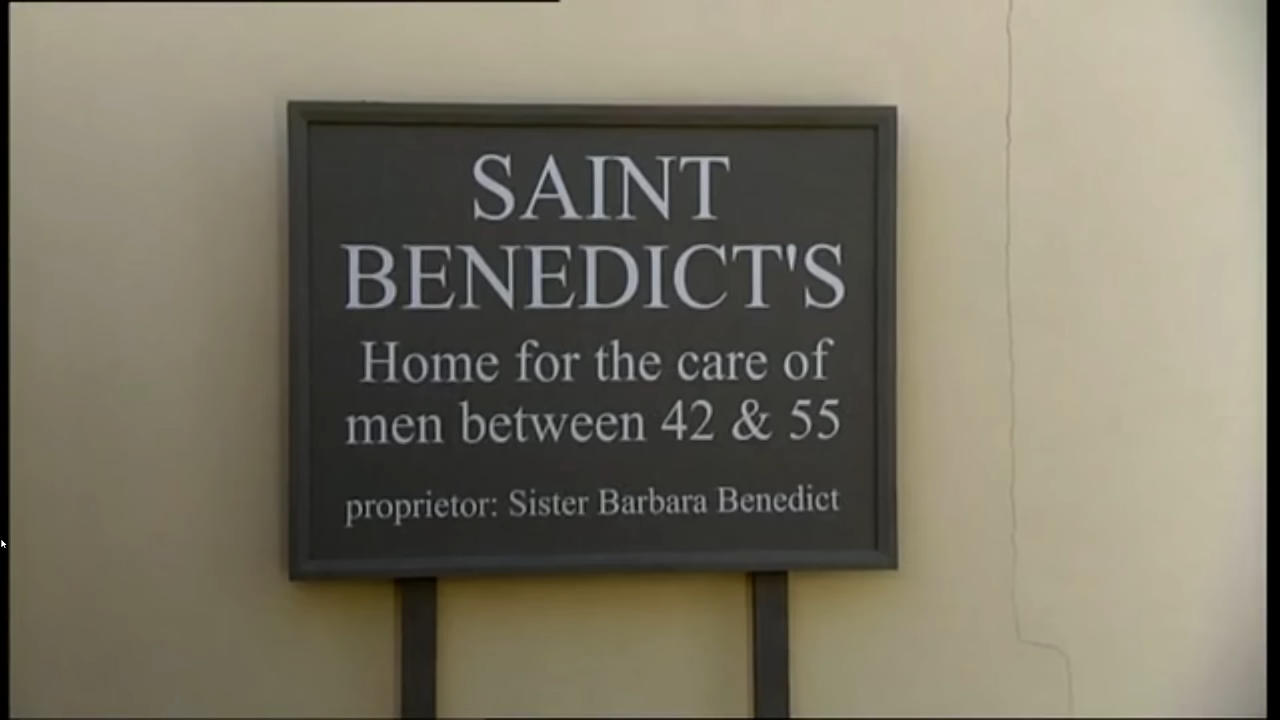 SAINT
BENEDICT'S
Home for the care of
men between 42 & 55
proprietor: Sister Barbara Benedict